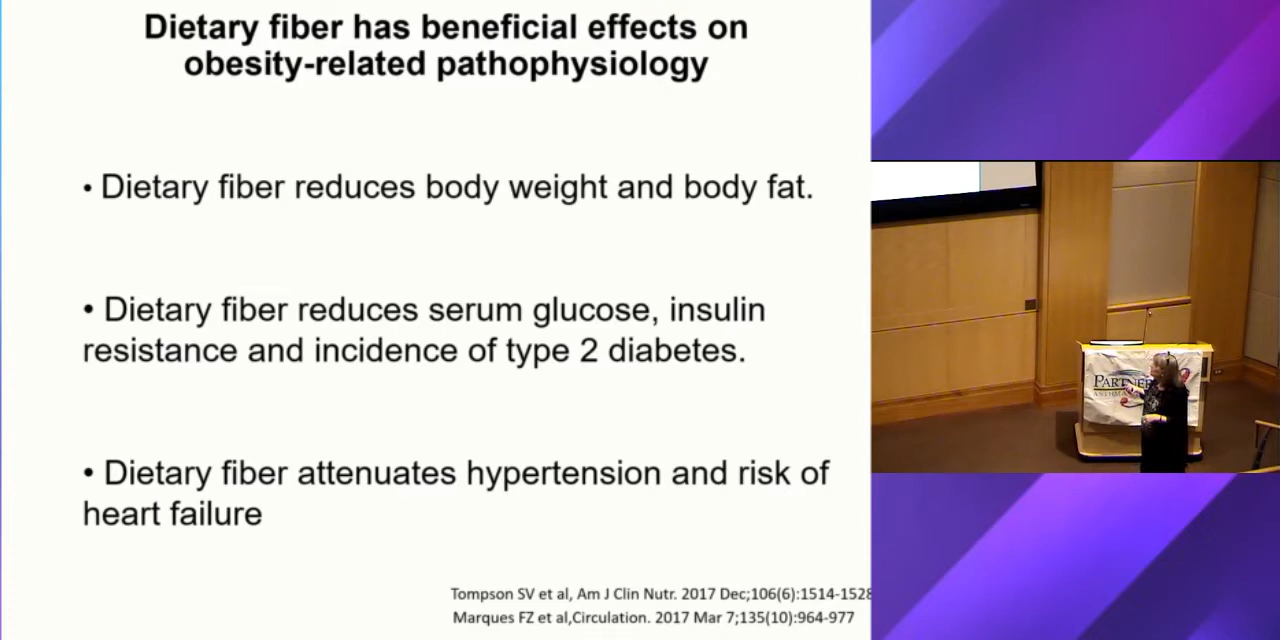 Dietary fiber has beneficial effects on
obesity-related pathophysiology
• Dietary fiber reduces body weight and body fat.
• Dietary fiber reduces serum glucose, insulin
resistance and incidence of type 2 diabetes.
• Dietary fiber attenuates hypertension and risk of
heart failure
Tompson SV et al, Am J Clin Nutr. 2017 Dec;106(6):1514-1528
Marques FZ et al,Circulation. 2017 Mar 7;135(10):964-977